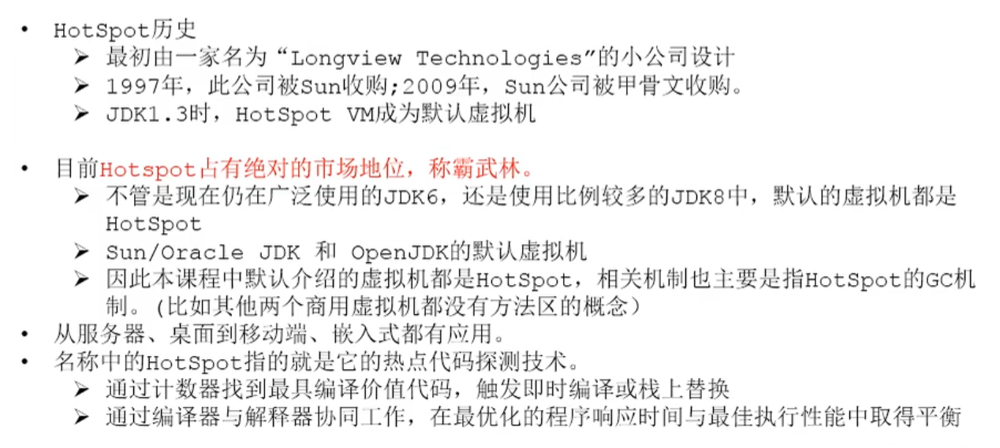 • HotSpot历史
➤ 最初由一家名为“Longview Technologies”的小公司设计
➤ 1997年，此公司被Sun收购;2009年，Sun公司被甲骨文收购。
➤ JDK1.3时，HotSpot VM成为默认虚拟机
• 目前Hotspot占有绝对的市场地位，称霸武林。
➤ 不管是现在仍在广泛使用的JDK6，还是使用比例较多的JDK8中，默认的虚拟机都是
HotSpot
➤ Sun/Oracle JDK 和 OpenJDK的默认虚拟机
➤ 因此本课程中默认介绍的虚拟机都是HotSpot，相关机制也主要是指HotSpot的GC机
制。(比如其他两个商用虚拟机都没有方法区的概念）
• 从服务器、桌面到移动端、嵌入式都有应用。
• 名称中的HotSpot指的就是它的热点代码探测技术。
➤ 通过计数器找到最具编译价值代码，触发即时编译或栈上替换
➤ 通过编译器与解释器协同工作，在最优化的程序响应时间与最佳执行性能中取得平衡